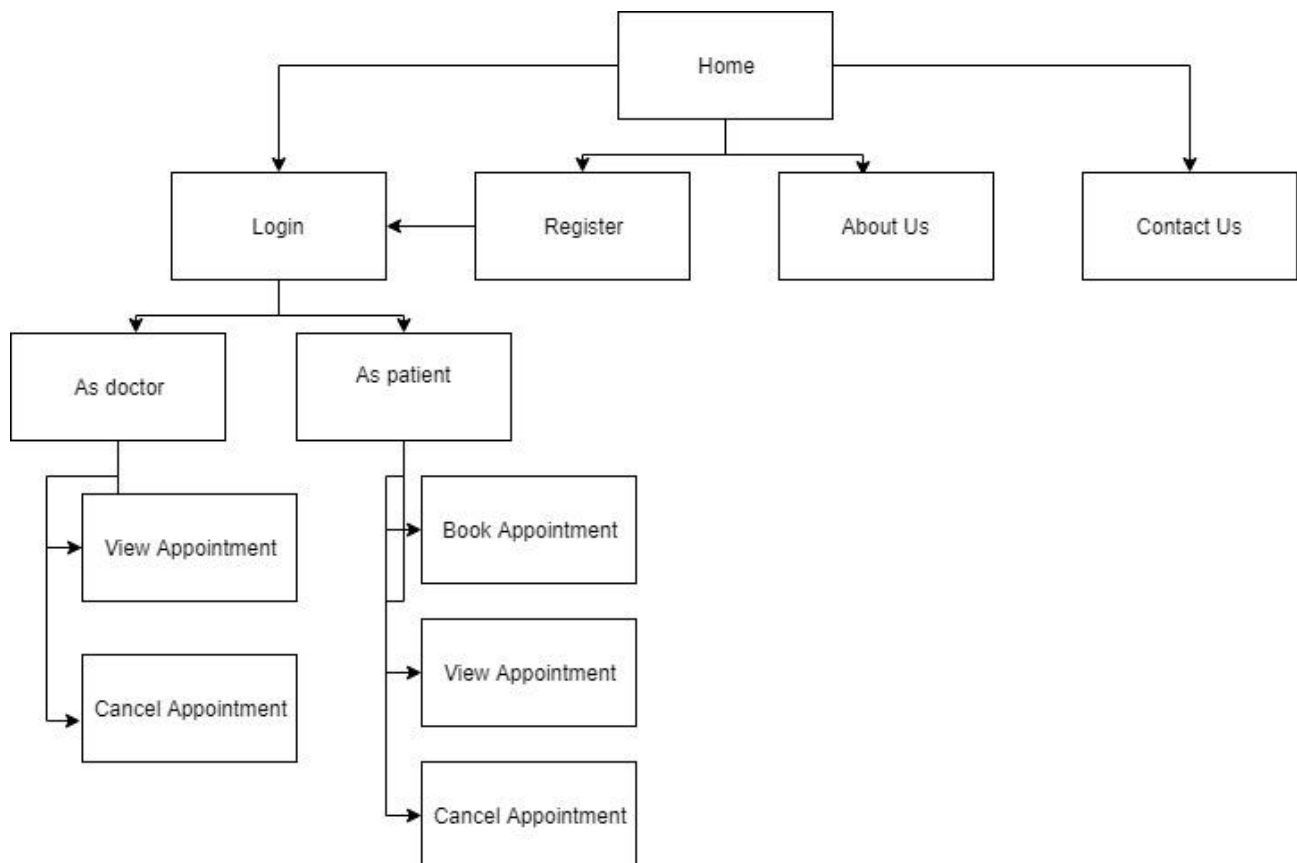 Home
Login
Register
About Us
Contact Us
As doctor
As patient
View Appointment
Cancel Appointment
Book Appointment
View Appointment
Cancel Appointment